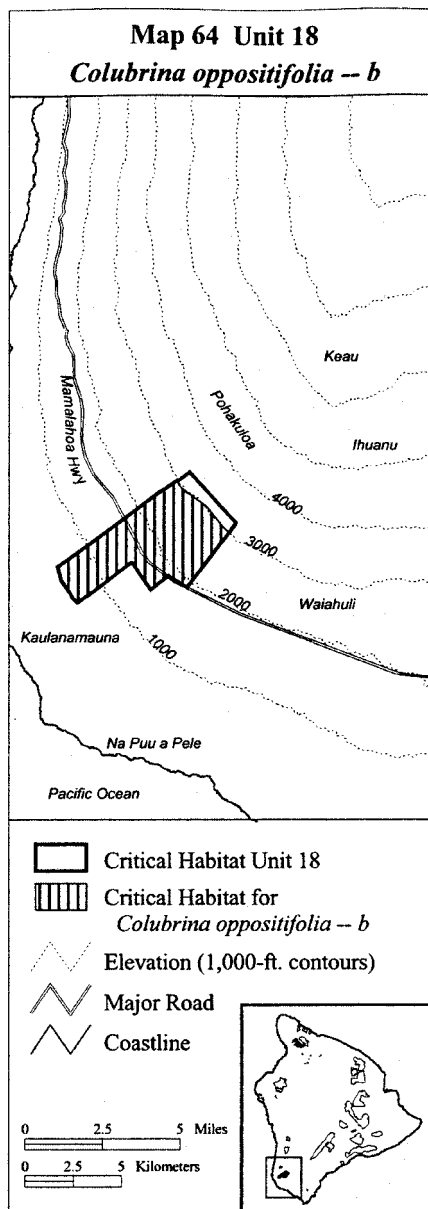 Map 64 Unit 18
Colubrina oppositifolia -- b
Keau
Mamalahoa Hwy
Pohakuloa
Ihuanu
4000
3000
2000
Waiahuli
1000
Kaulanamauna
Na Puu a Pele
Pacific Ocean
Critical Habitat Unit 18
Critical Habitat for
Colubrina oppositifolia -- b
Elevation (1,000-ft. contours)
Major Road
Coastline
0 2.5 5 Miles
0 2.5 5 Kilometers